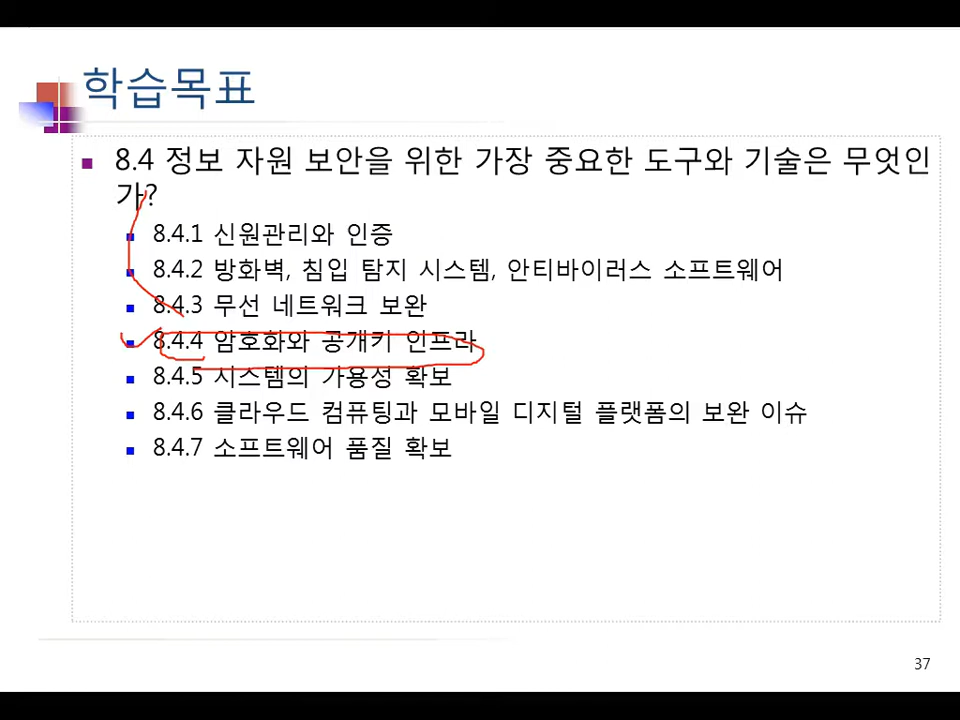 학습목표
8.4 정보 자원 보안을 위한 가장 중요한 도구와 기술은 무엇인
가?
8.4.1 신원관리와 인증
8.4.2 방화벽, 침입 탐지 시스템, 안티바이러스 소프트웨어
8.4.3 무선 네트워크 보완
8.4.4 암호화와 공개키 인프라
8.4.5 시스템의 가용성 확보
8.4.6 클라우드 컴퓨팅과 모바일 디지털 플랫폼의 보완 이슈
8.4.7 소프트웨어 품질 확보
37